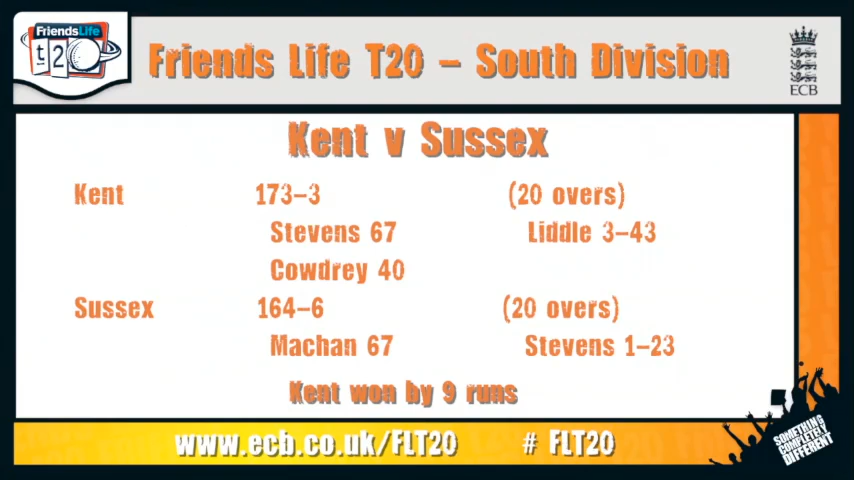 FriendsLife
t20
Friends Life T20 – South Division
ECB
Kent v Sussex
Kent 173–3 (20 overs)
Stevens 67 Liddle 3–43
Cowdrey 40
Sussex 164–6 (20 overs)
Machan 67 Stevens 1–23
Kent won by 9 runs
www.ecb.co.uk/FLT20 # FLT20
SOMETHING
COMPLETELY
DIFFERENT